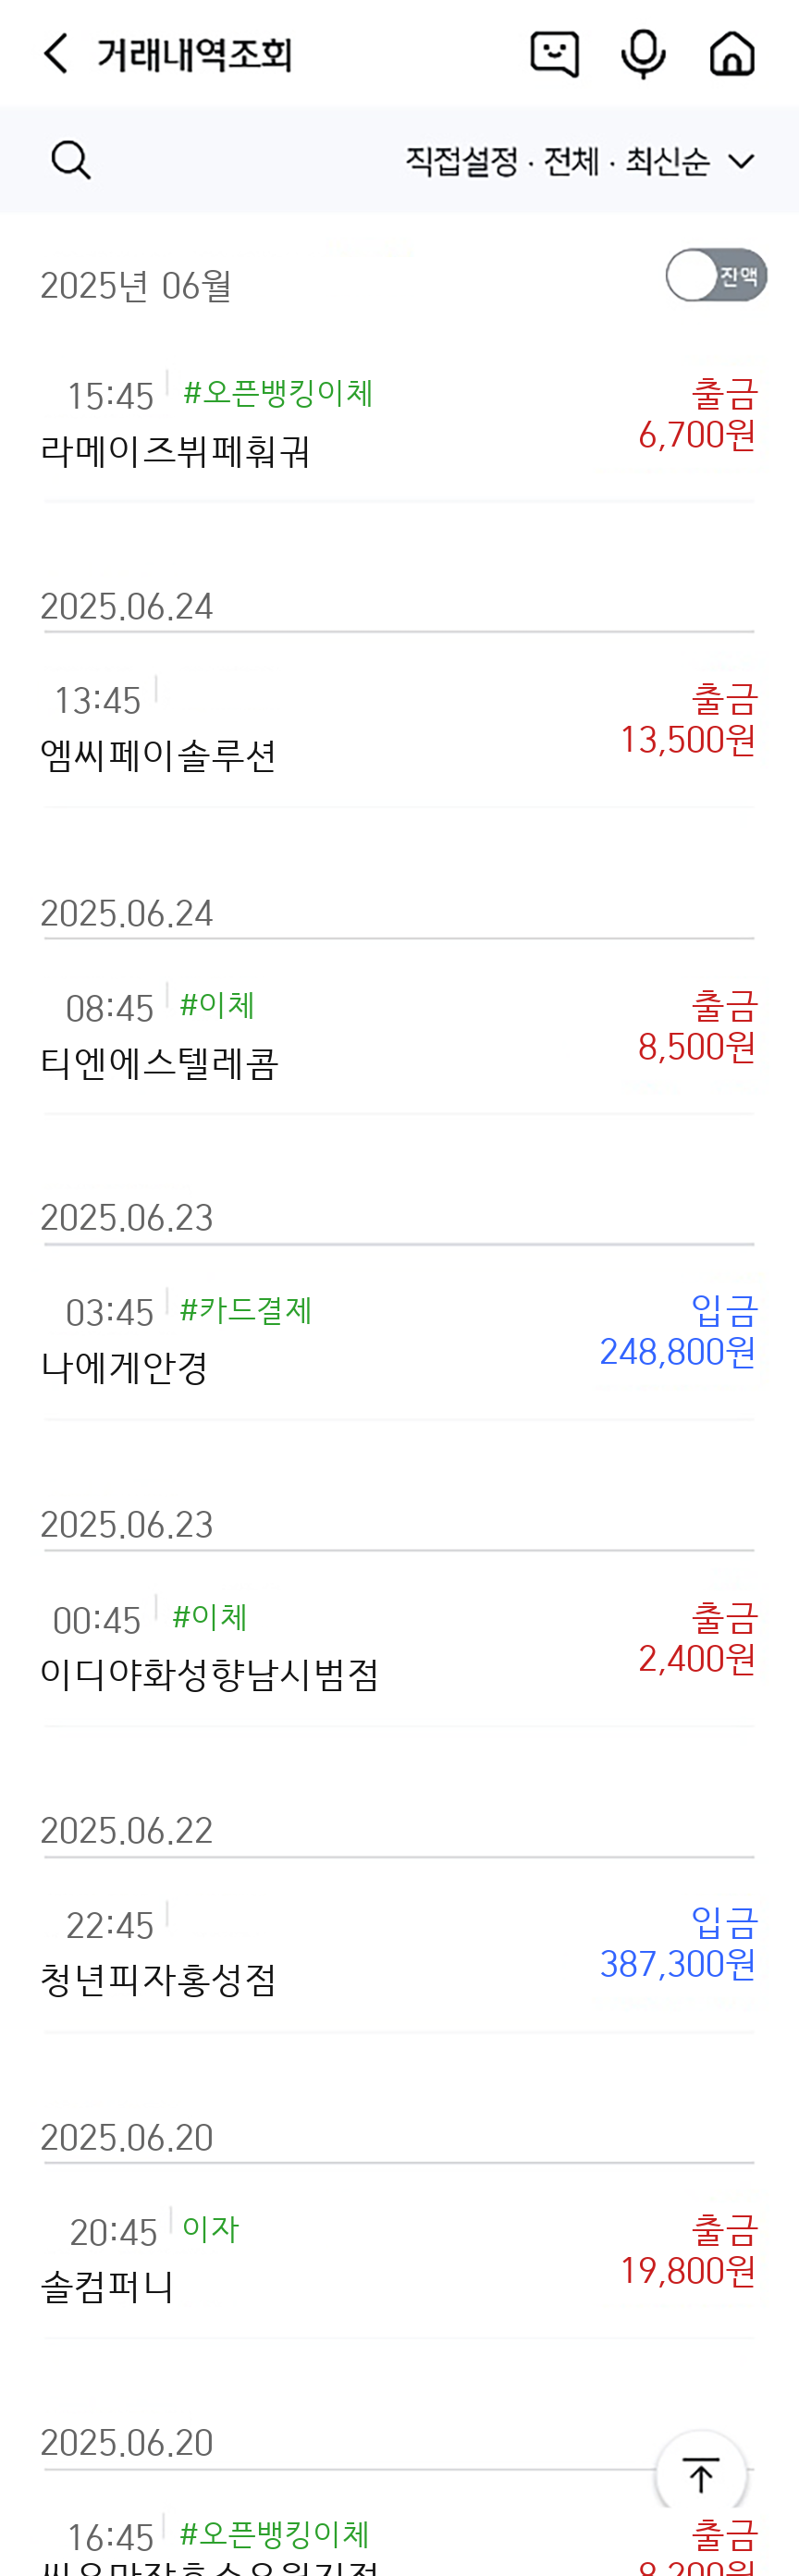 거래내역조회
직접설정 · 전체 · 최신순
2025년 06월
잔액
15:45 #오픈뱅킹이체 출금
6,700원
라메이즈뷔페훠궈
2025.06.24
13:45 출금
13,500원
엠씨페이솔루션
2025.06.24
08:45 #이체 출금
8,500원
티엔에스텔레콤
2025.06.23
03:45 #카드결제 입금
248,800원
나에게안경
2025.06.23
00:45 #이체 출금
2,400원
이디야화성향남시범점
2025.06.22
22:45 입금
387,300원
청년피자홍성점
2025.06.20
20:45 이자 출금
19,800원
솔컴퍼니
2025.06.20
16:45 #오픈뱅킹이체 출금